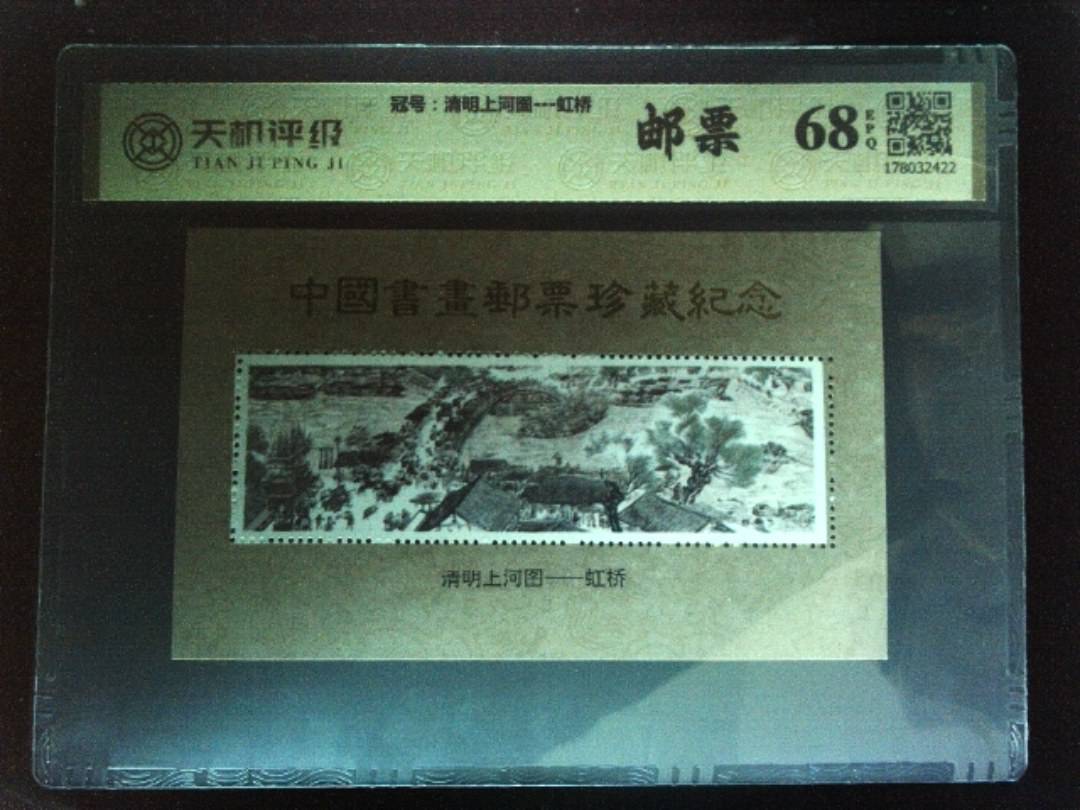 冠号：清明上河图---虹桥
天机评级
TIAN JI PING JI
邮票
68
EPQ
178032422
中國書畫郵票珍藏紀念
清明上河图——虹桥